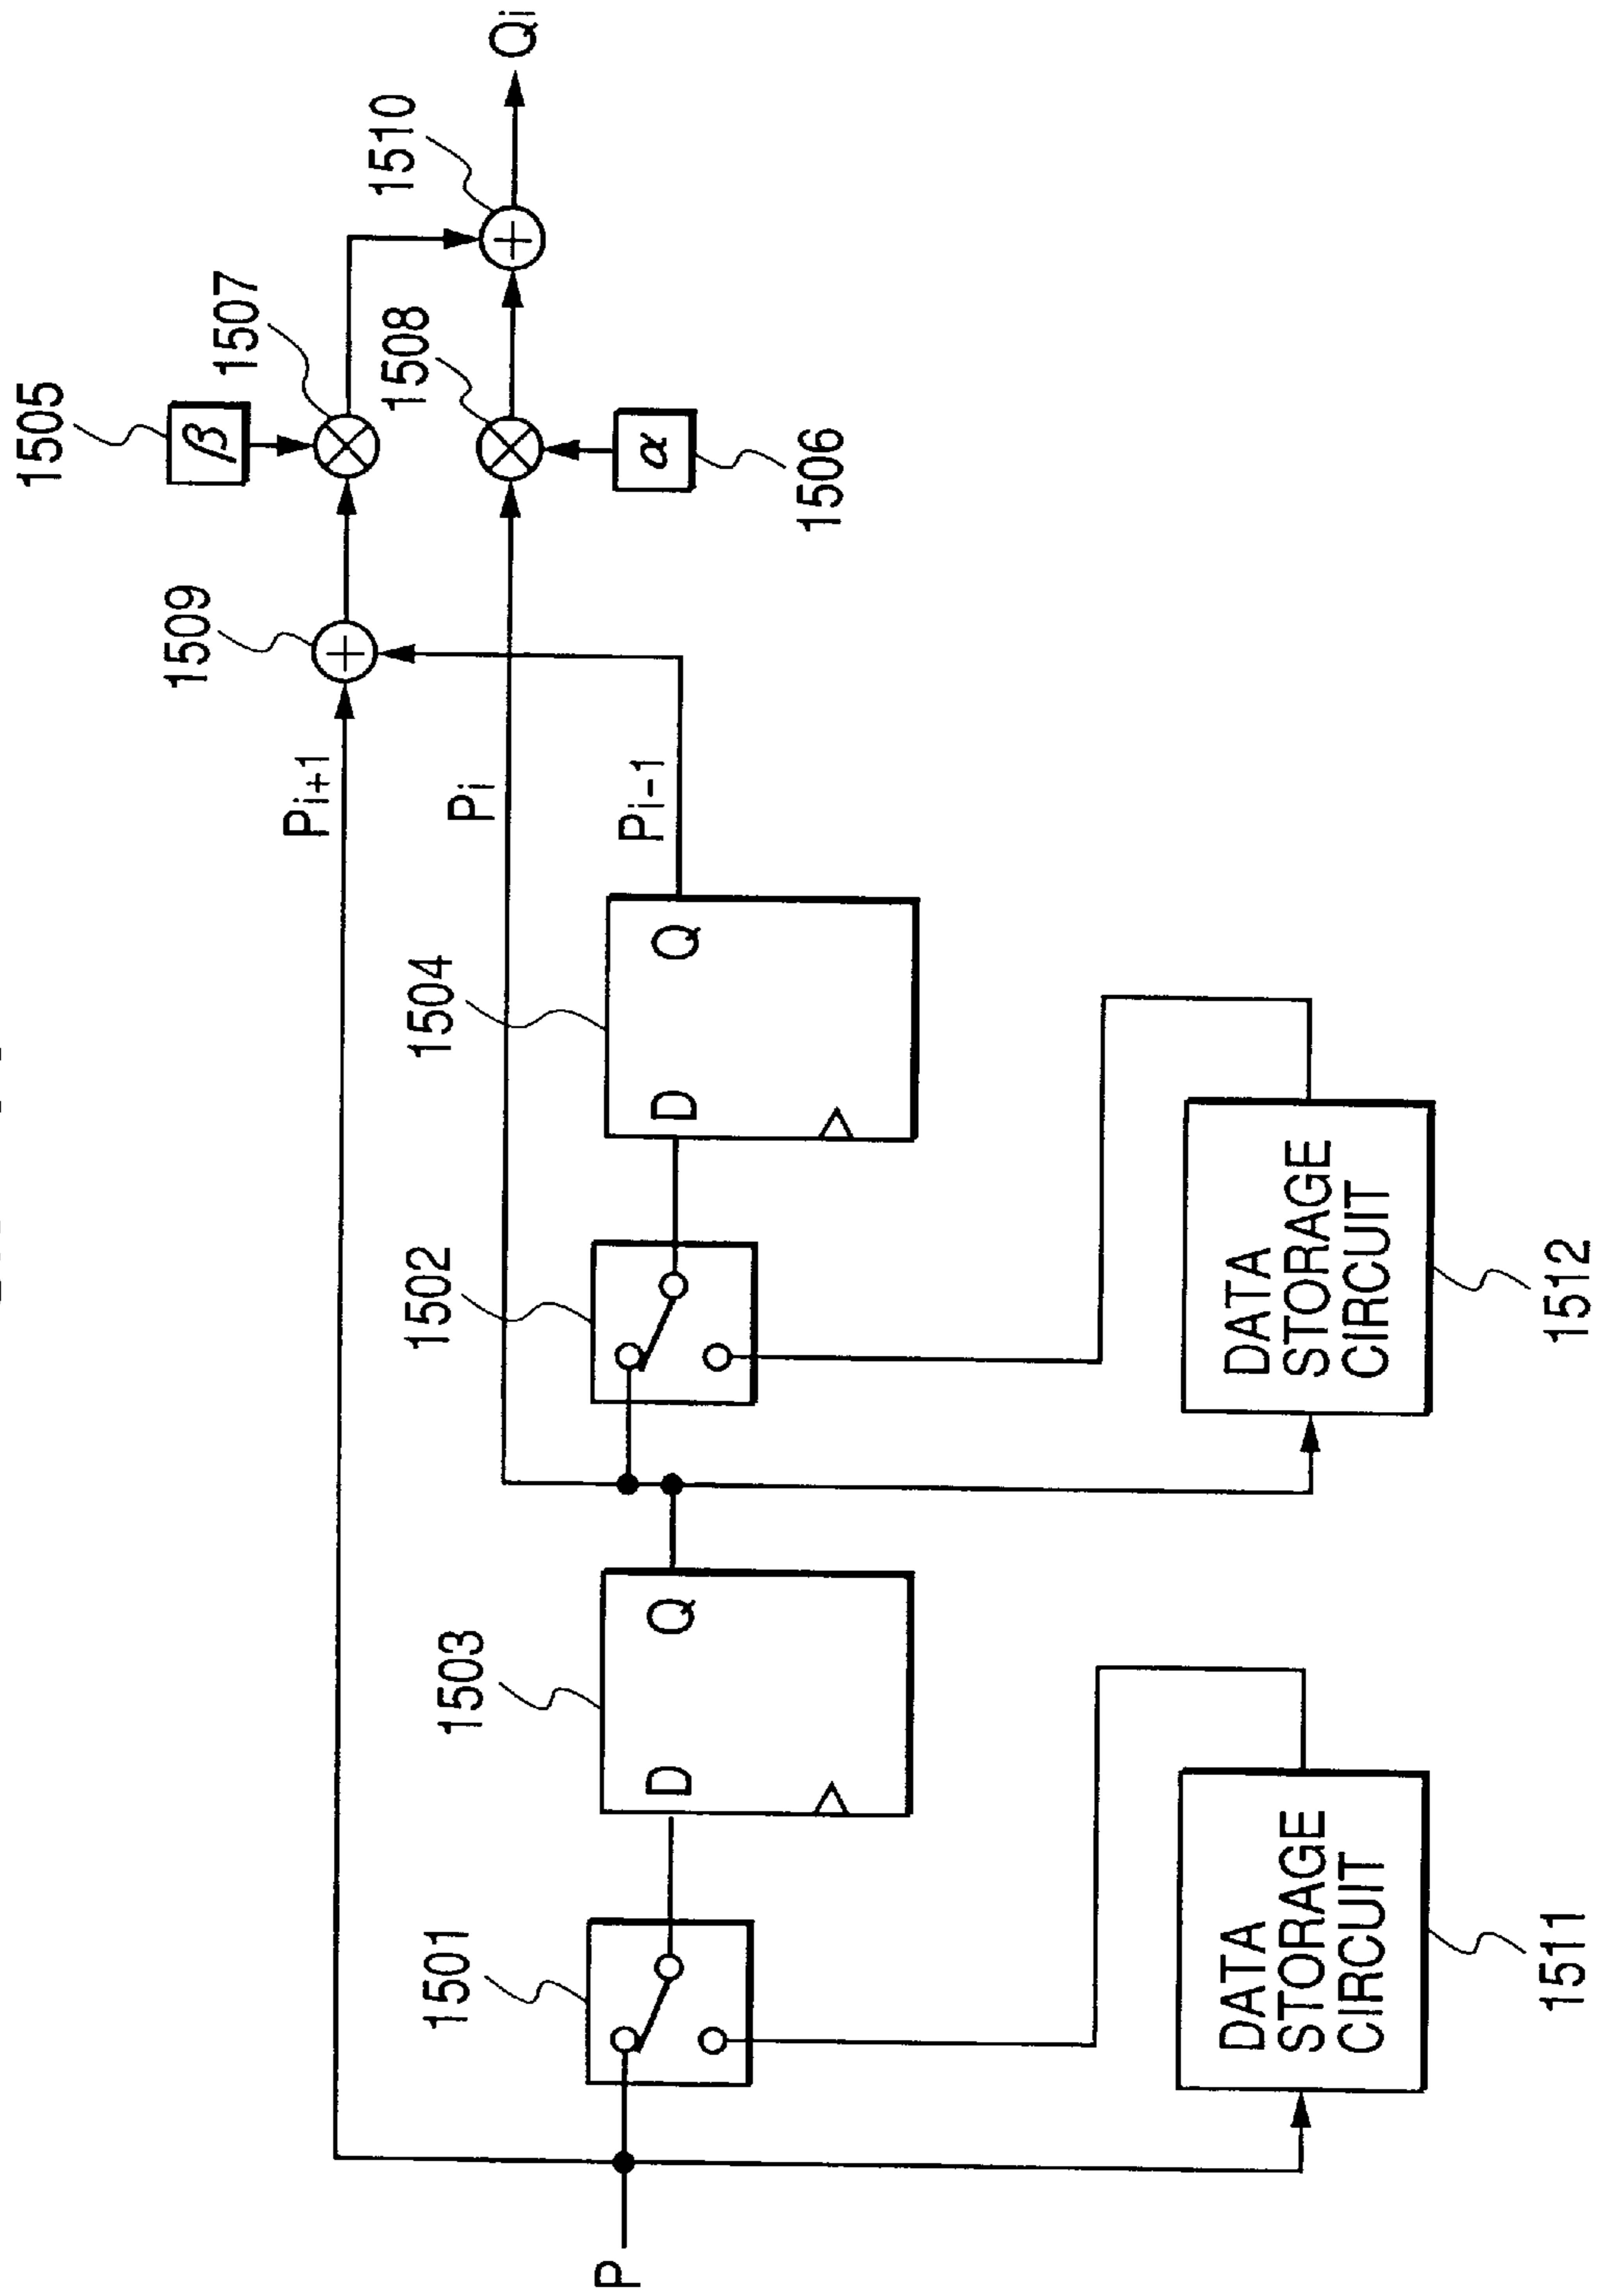 1505
β
1507
1509
1510
Qi
Pi+1
1508
α
1506
Pi
Pi-1
1501
1503
D
Q
1502
1504
D
Q
P
DATA
STORAGE
CIRCUIT
1511
DATA
STORAGE
CIRCUIT
1512